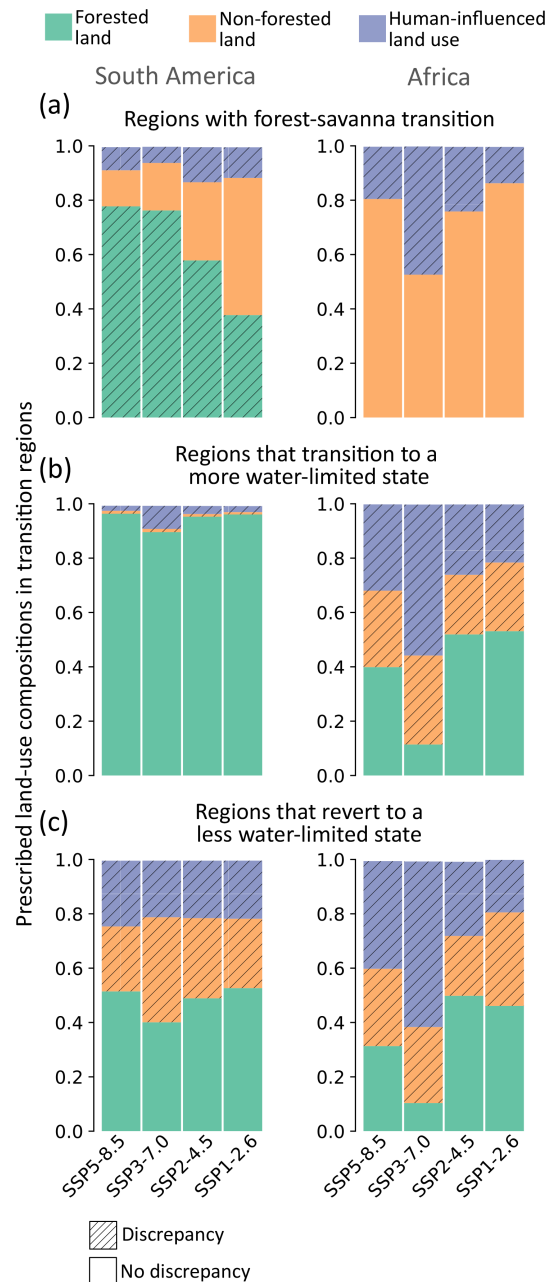 Forested
land
Non-forested
land
Human-influenced
land use
South America
Africa
(a)
Regions with forest-savanna transition
1.0
0.8
0.6
0.4
0.2
0.0
1.0
0.8
0.6
0.4
0.2
0.0
Prescribed land-use compositions in transition regions
(b)
Regions that transition to a
more water-limited state
1.0
0.8
0.6
0.4
0.2
0.0
1.0
0.8
0.6
0.4
0.2
0.0
(c)
Regions that revert to a
less water-limited state
1.0
0.8
0.6
0.4
0.2
0.0
1.0
0.8
0.6
0.4
0.2
0.0
SSP5-8.5
SSP3-7.0
SSP2-4.5
SSP1-2.6
SSP5-8.5
SSP3-7.0
SSP2-4.5
SSP1-2.6
Discrepancy
No discrepancy